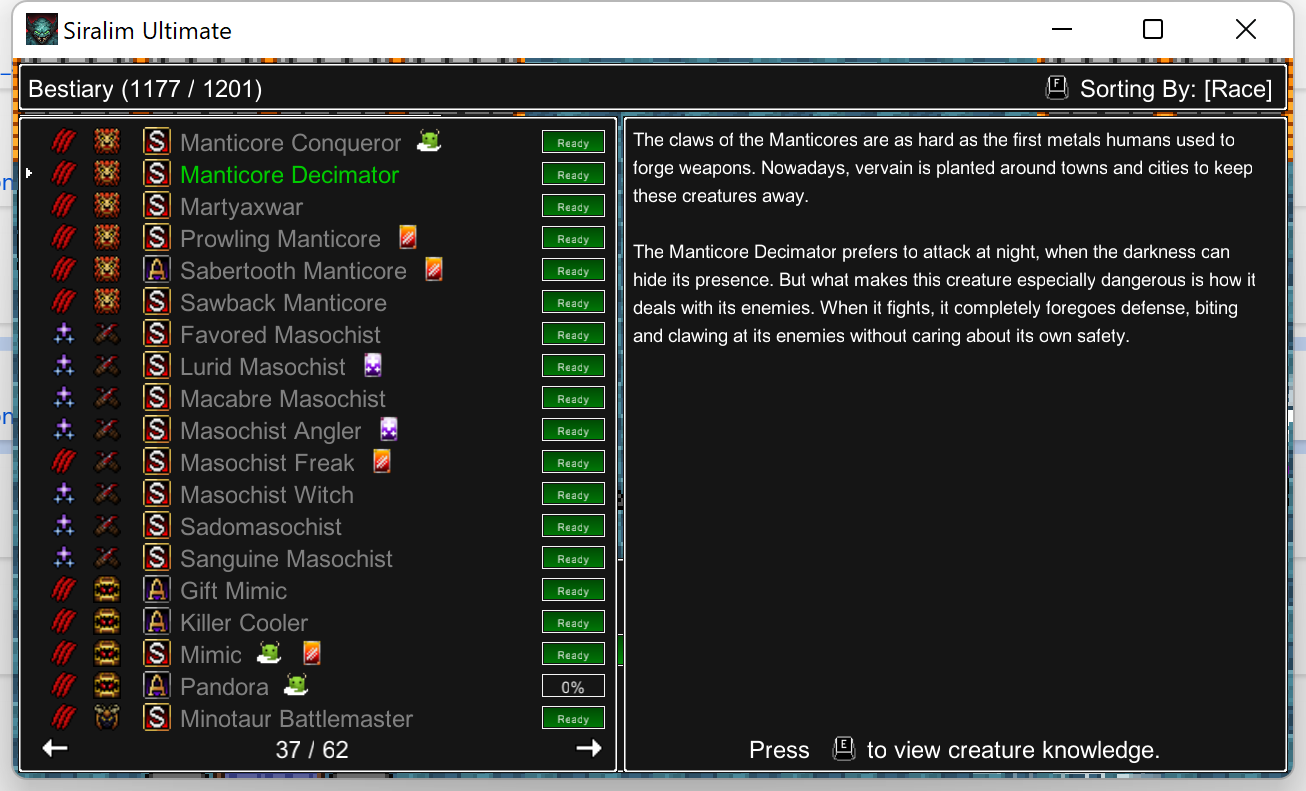 Siralim Ultimate
Bestiary (1177 / 1201)
F Sorting By: [Race]
S Manticore Conqueror Ready
S Manticore Decimator Ready
S Martyaxwar Ready
S Prowling Manticore Ready
A Sabertooth Manticore Ready
S Sawback Manticore Ready
S Favored Masochist Ready
S Lurid Masochist Ready
S Macabre Masochist Ready
S Masochist Angler Ready
S Masochist Freak Ready
S Masochist Witch Ready
S Sadomasochist Ready
S Sanguine Masochist Ready
A Gift Mimic Ready
A Killer Cooler Ready
S Mimic Ready
A Pandora 0%
S Minotaur Battlemaster Ready
37 / 62
The claws of the Manticores are as hard as the first metals humans used to
forge weapons. Nowadays, vervain is planted around towns and cities to keep
these creatures away.
The Manticore Decimator prefers to attack at night, when the darkness can
hide its presence. But what makes this creature especially dangerous is how it
deals with its enemies. When it fights, it completely foregoes defense, biting
and clawing at its enemies without caring about its own safety.
Press E to view creature knowledge.